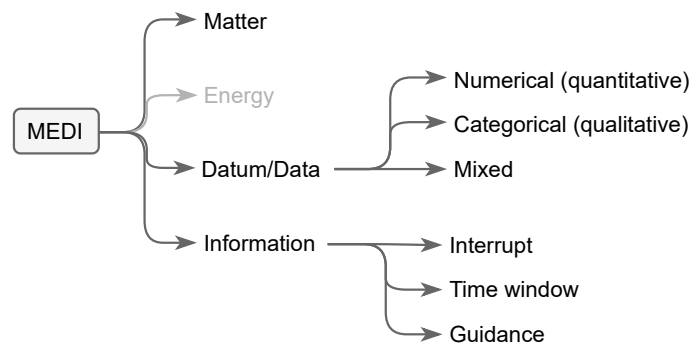 MEDI
Matter
Energy
Datum/Data
Numerical (quantitative)
Categorical (qualitative)
Mixed
Information
Interrupt
Time window
Guidance